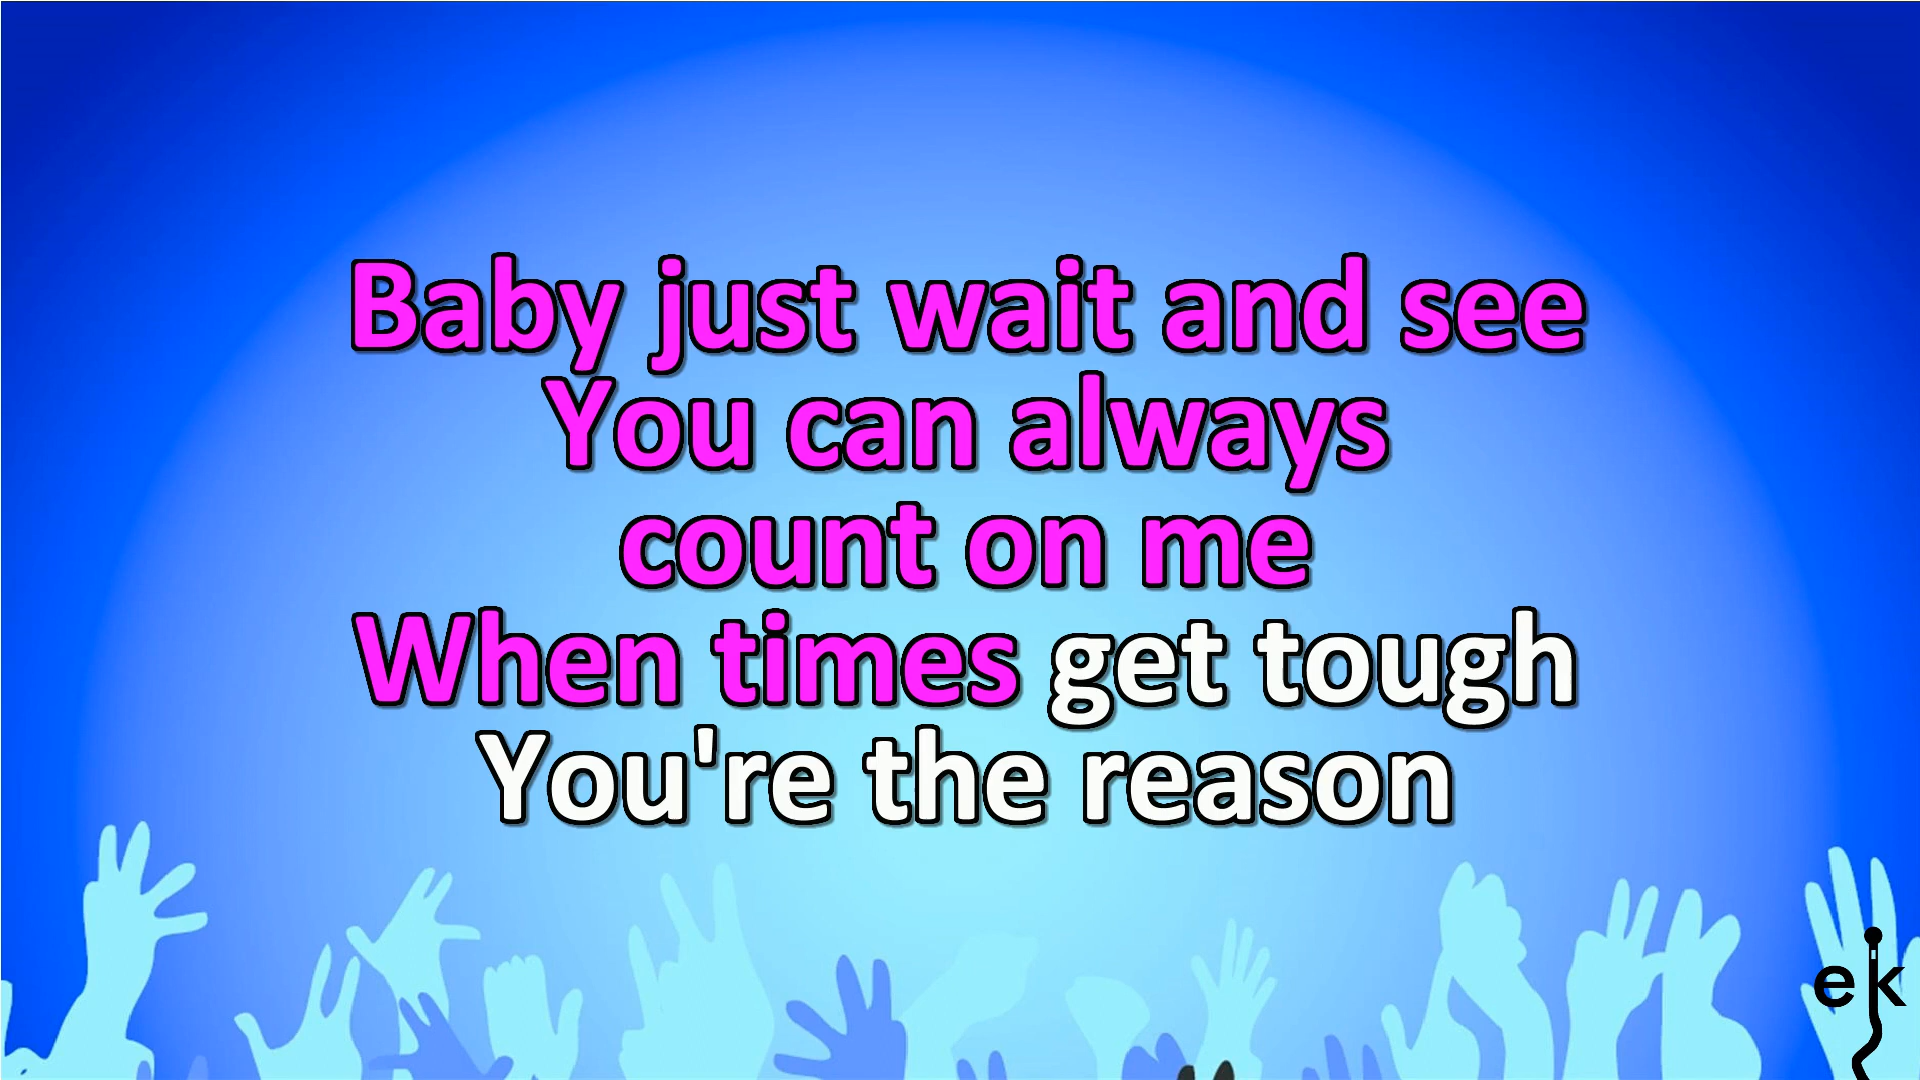 Baby just wait and see
You can always
count on me
When times get tough
You're the reason
ek